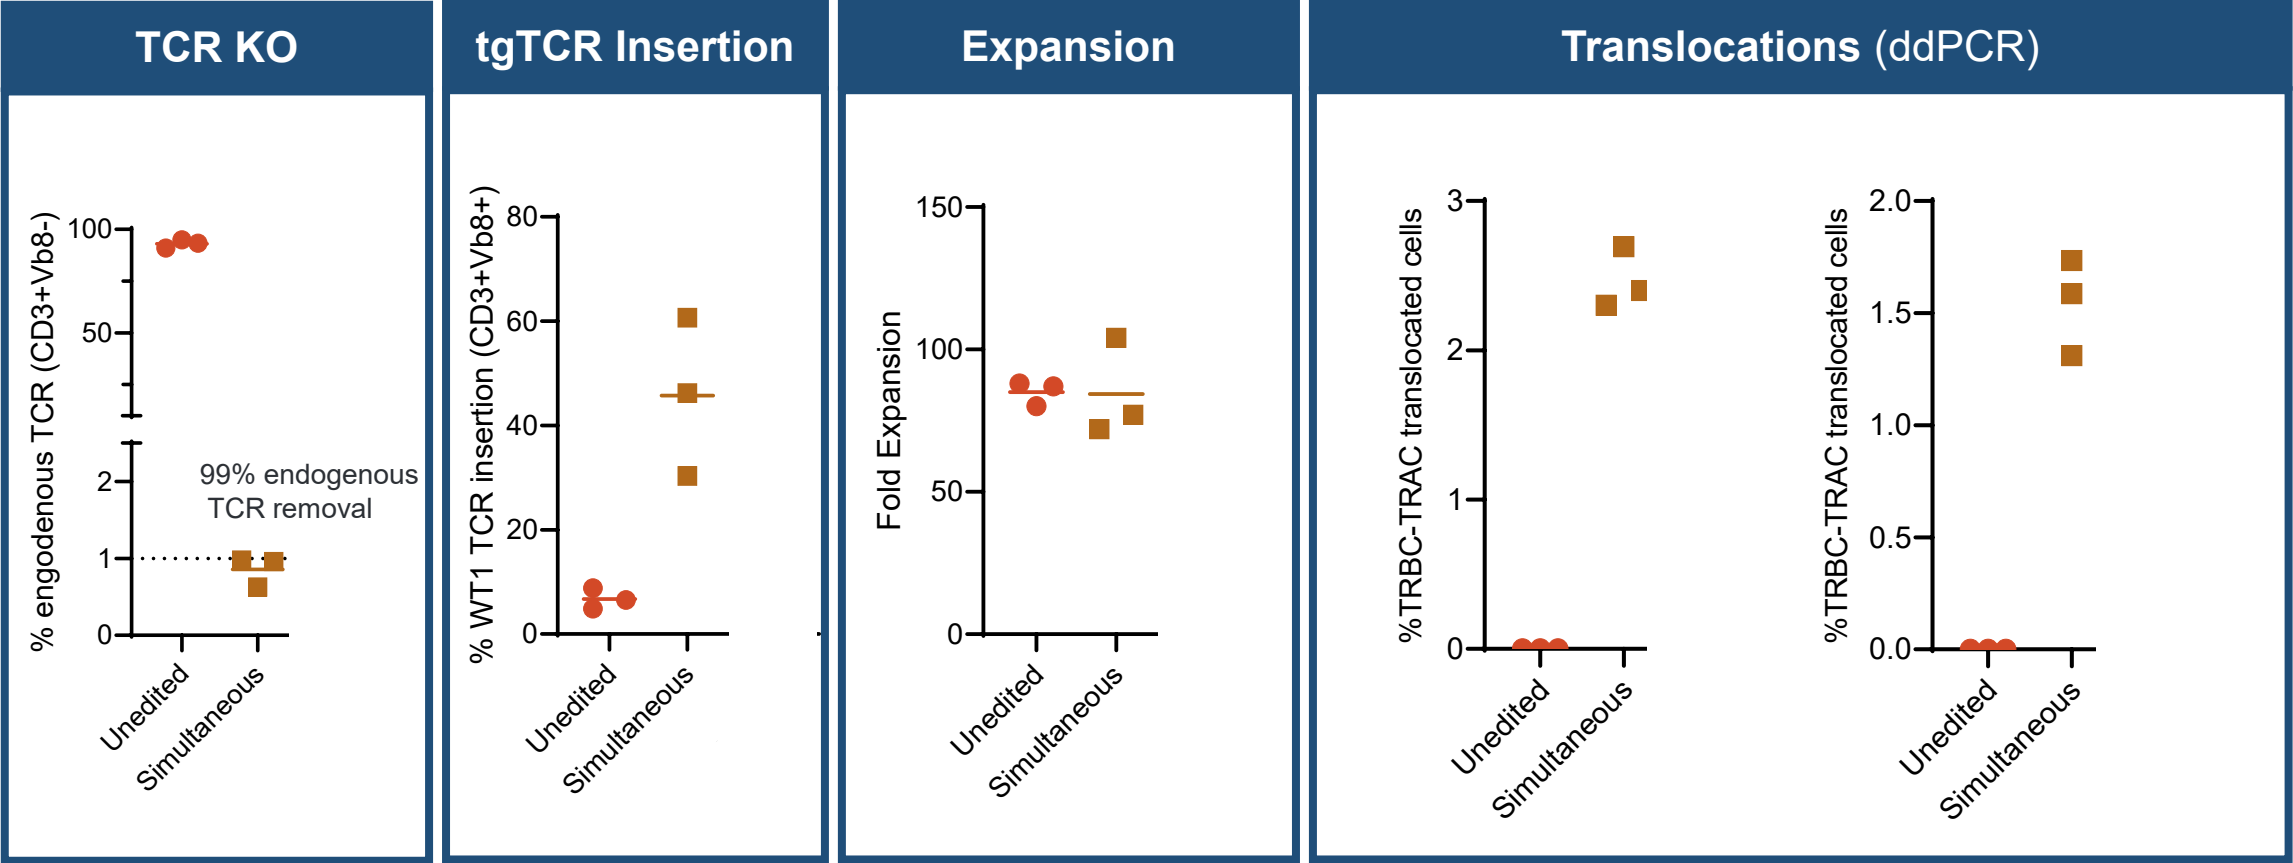 TCR KO
% engodenous TCR (CD3+Vb8-)
100
50
2
1
0
99% endogenous
TCR removal
Unedited
Simultaneous
tgTCR Insertion
% WT1 TCR insertion (CD3+Vb8+)
80
60
40
20
0
Unedited
Simultaneous
Expansion
Fold Expansion
150
100
50
0
Unedited
Simultaneous
Translocations (ddPCR)
%TRBC-TRAC translocated cells
3
2
1
0
Unedited
Simultaneous
%TRBC-TRAC translocated cells
2.0
1.5
1.0
0.5
0.0
Unedited
Simultaneous